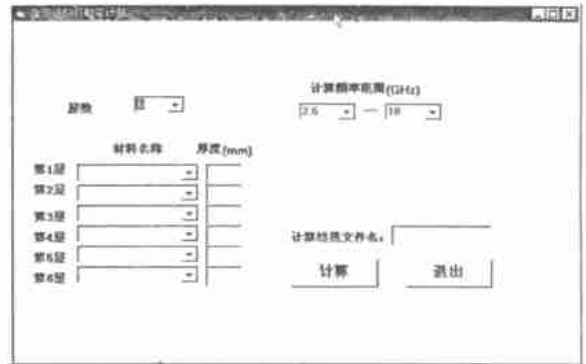 计算频率范围(GHz)
层数
2.6 — 18
材料名称 厚度(mm)
第1层
第2层
第3层
第4层
第5层
第6层
计算结果文件名:
计算 退出